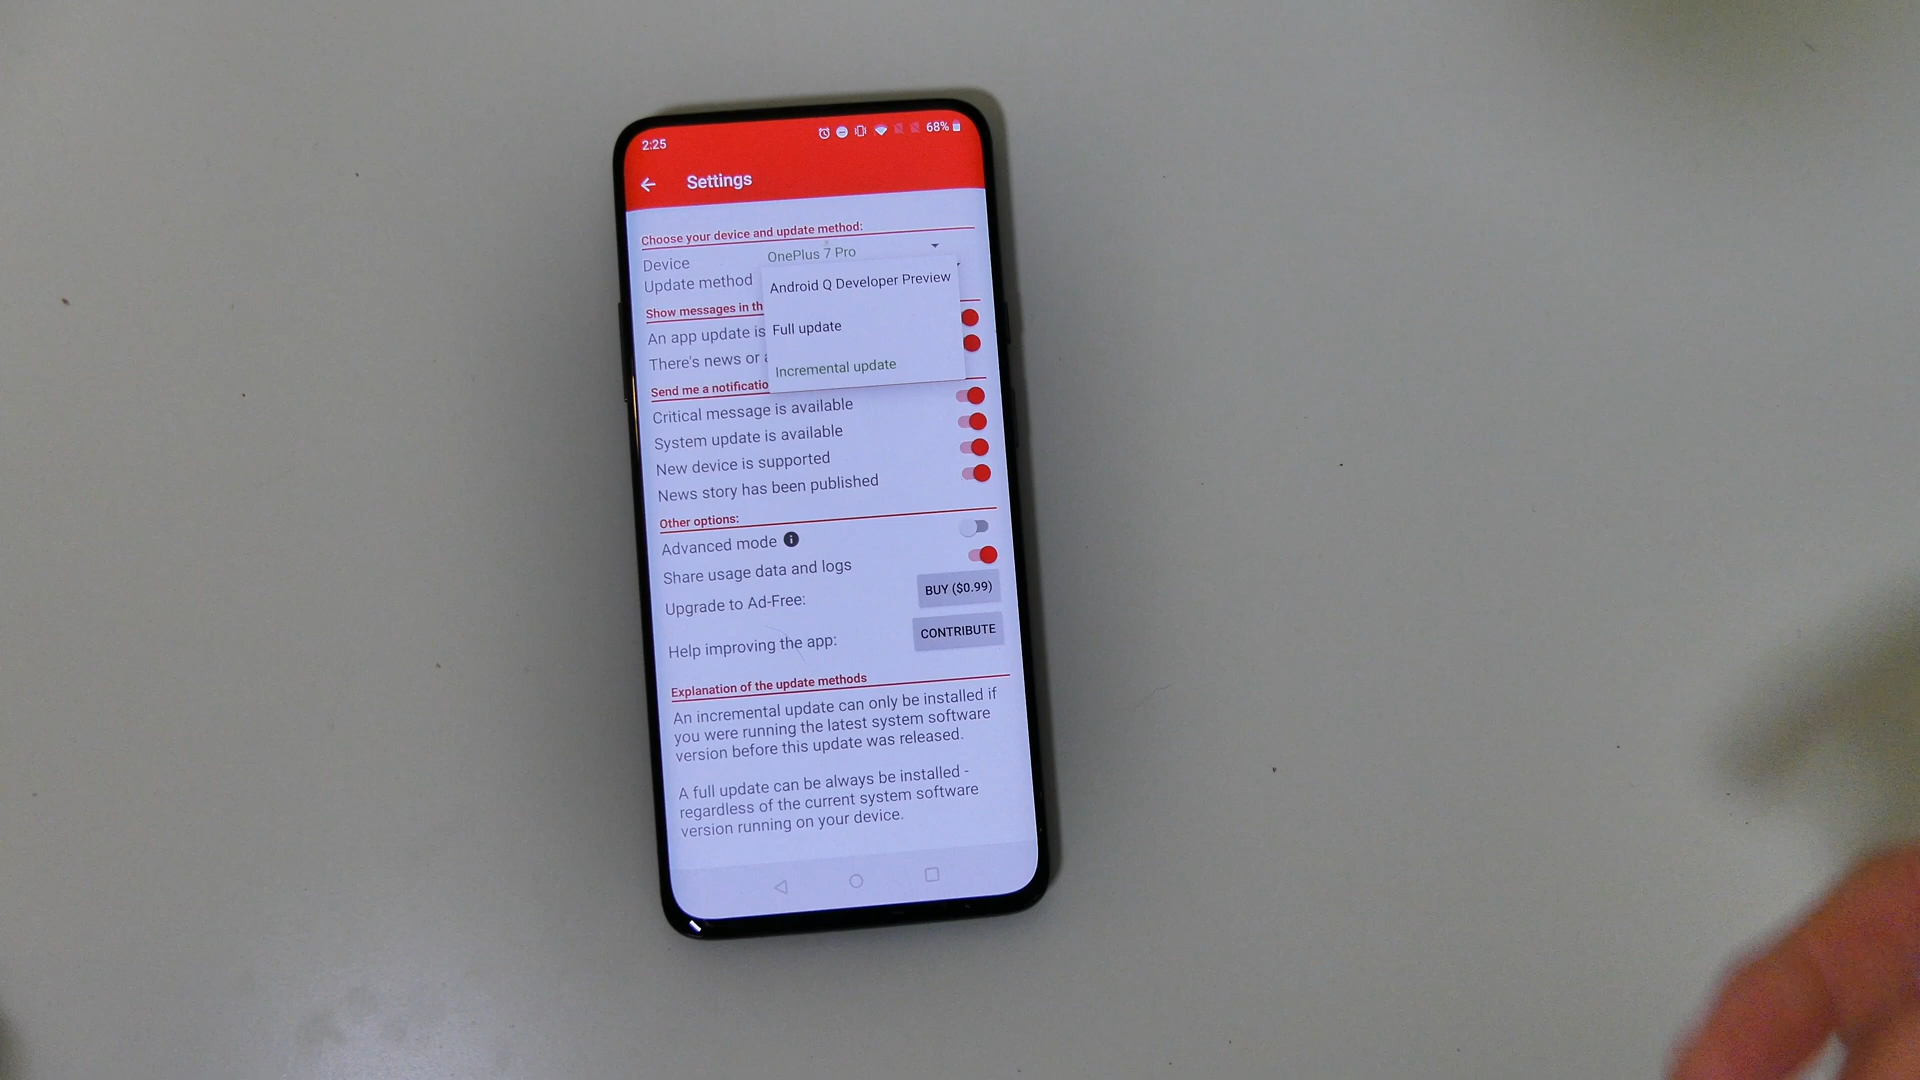 2:25
68%
Settings
Choose your device and update method:
Device
OnePlus 7 Pro
Update method
Android Q Developer Preview
Full update
Incremental update
Show messages in th
An app update is
There's news or
Send me a notificatio
Critical message is available
System update is available
New device is supported
News story has been published
Other options:
Advanced mode
Share usage data and logs
Upgrade to Ad-Free:
BUY ($0.99)
Help improving the app:
CONTRIBUTE
Explanation of the update methods
An incremental update can only be installed if
you were running the latest system software
version before this update was released.
A full update can be always be installed -
regardless of the current system software
version running on your device.